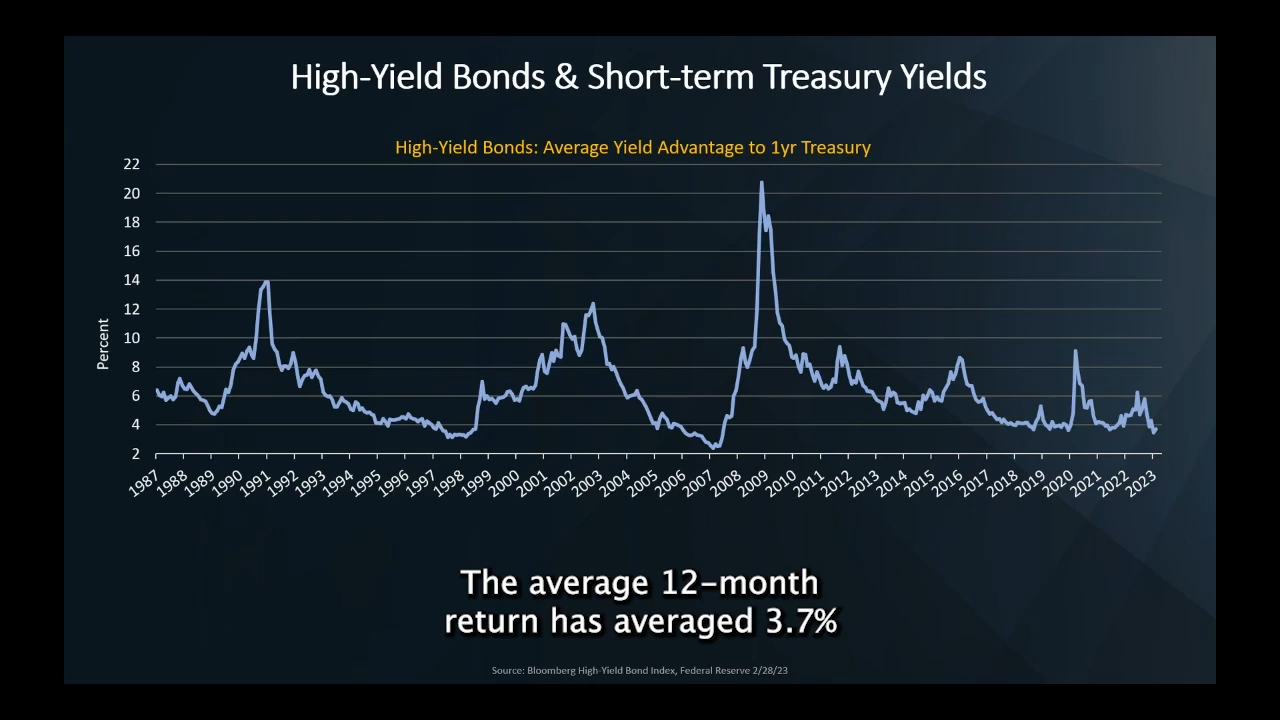 High-Yield Bonds & Short-term Treasury Yields
High-Yield Bonds: Average Yield Advantage to 1yr Treasury
22
20
18
16
14
12
10
8
6
4
2
Percent
1987 1988 1989 1990 1991 1992 1993 1994 1995 1996 1997 1998 1999 2000 2001 2002 2003 2004 2005 2006 2007 2008 2009 2010 2011 2012 2013 2014 2015 2016 2017 2018 2019 2020 2021 2022 2023
The average 12-month
return has averaged 3.7%
Source: Bloomberg High-Yield Bond Index, Federal Reserve 2/28/23